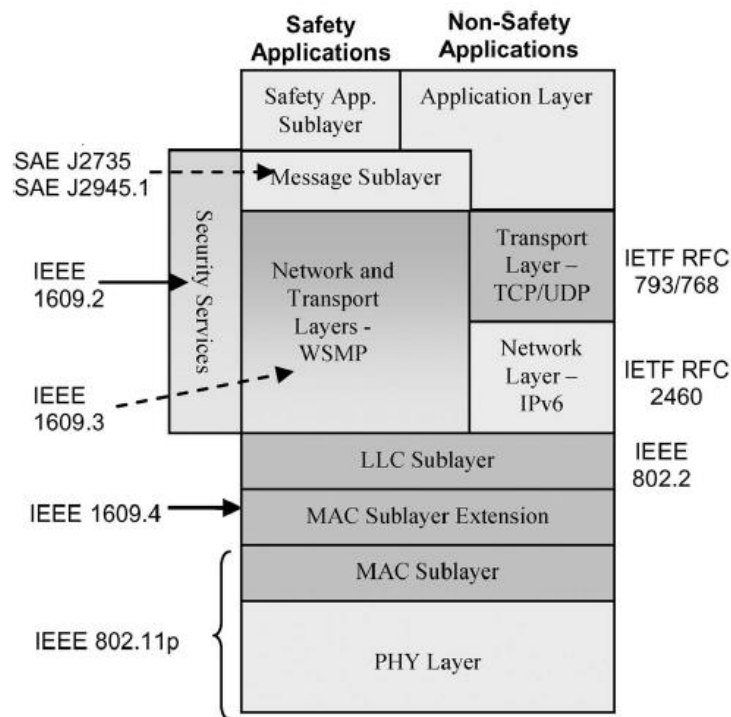 Safety
Applications
Non-Safety
Applications
Safety App.
Sublayer
Application Layer
SAE J2735
SAE J2945.1
Message Sublayer
Security Services
IEEE
1609.2
Network and
Transport
Layers -
WSMP
Transport
Layer –
TCP/UDP
IETF RFC
793/768
IEEE
1609.3
Network
Layer –
IPv6
IETF RFC
2460
LLC Sublayer
IEEE
802.2
IEEE 1609.4
MAC Sublayer Extension
MAC Sublayer
IEEE 802.11p
PHY Layer